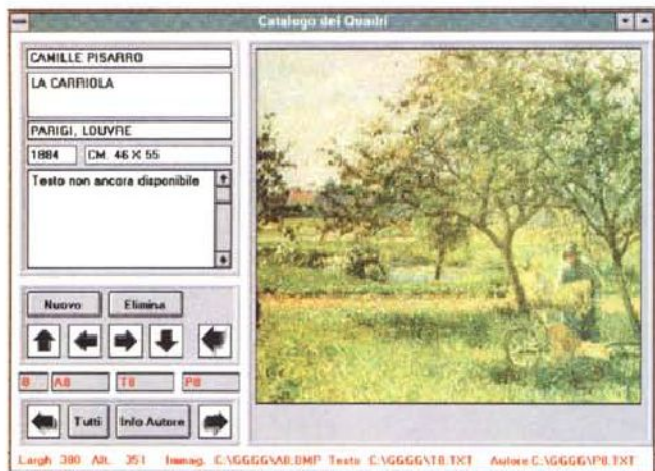 Catalogo dei Quadri
CAMILLE PISARRO
LA CARRIOLA
PARIGI, LOUVRE
1884 CM. 46 X 55
Testo non ancora disponibile
Nuovo Elimina
8 A8 T8 P8
Tutti Info Autore
Largh 380 Alt. 351 Immag. C:\GGGG\A8.BMP Testo C:\GGGG\T8.TXT Autore C:\GGGG\P8.TXT